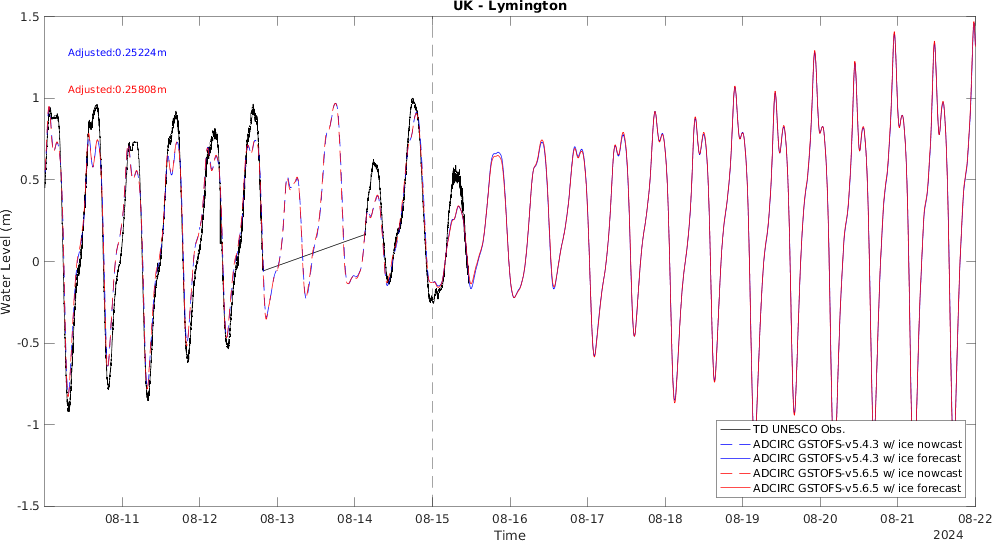 UK - Lymington
Adjusted:0.25224m
Adjusted:0.25808m
Water Level (m)
1.5
1
0.5
0
-0.5
-1
-1.5
TD UNESCO Obs.
ADCIRC GSTOFS-v5.4.3 w/ ice nowcast
ADCIRC GSTOFS-v5.4.3 w/ ice forecast
ADCIRC GSTOFS-v5.6.5 w/ ice nowcast
ADCIRC GSTOFS-v5.6.5 w/ ice forecast
08-11 08-12 08-13 08-14 08-15 08-16 08-17 08-18 08-19 08-20 08-21 08-22
Time
2024